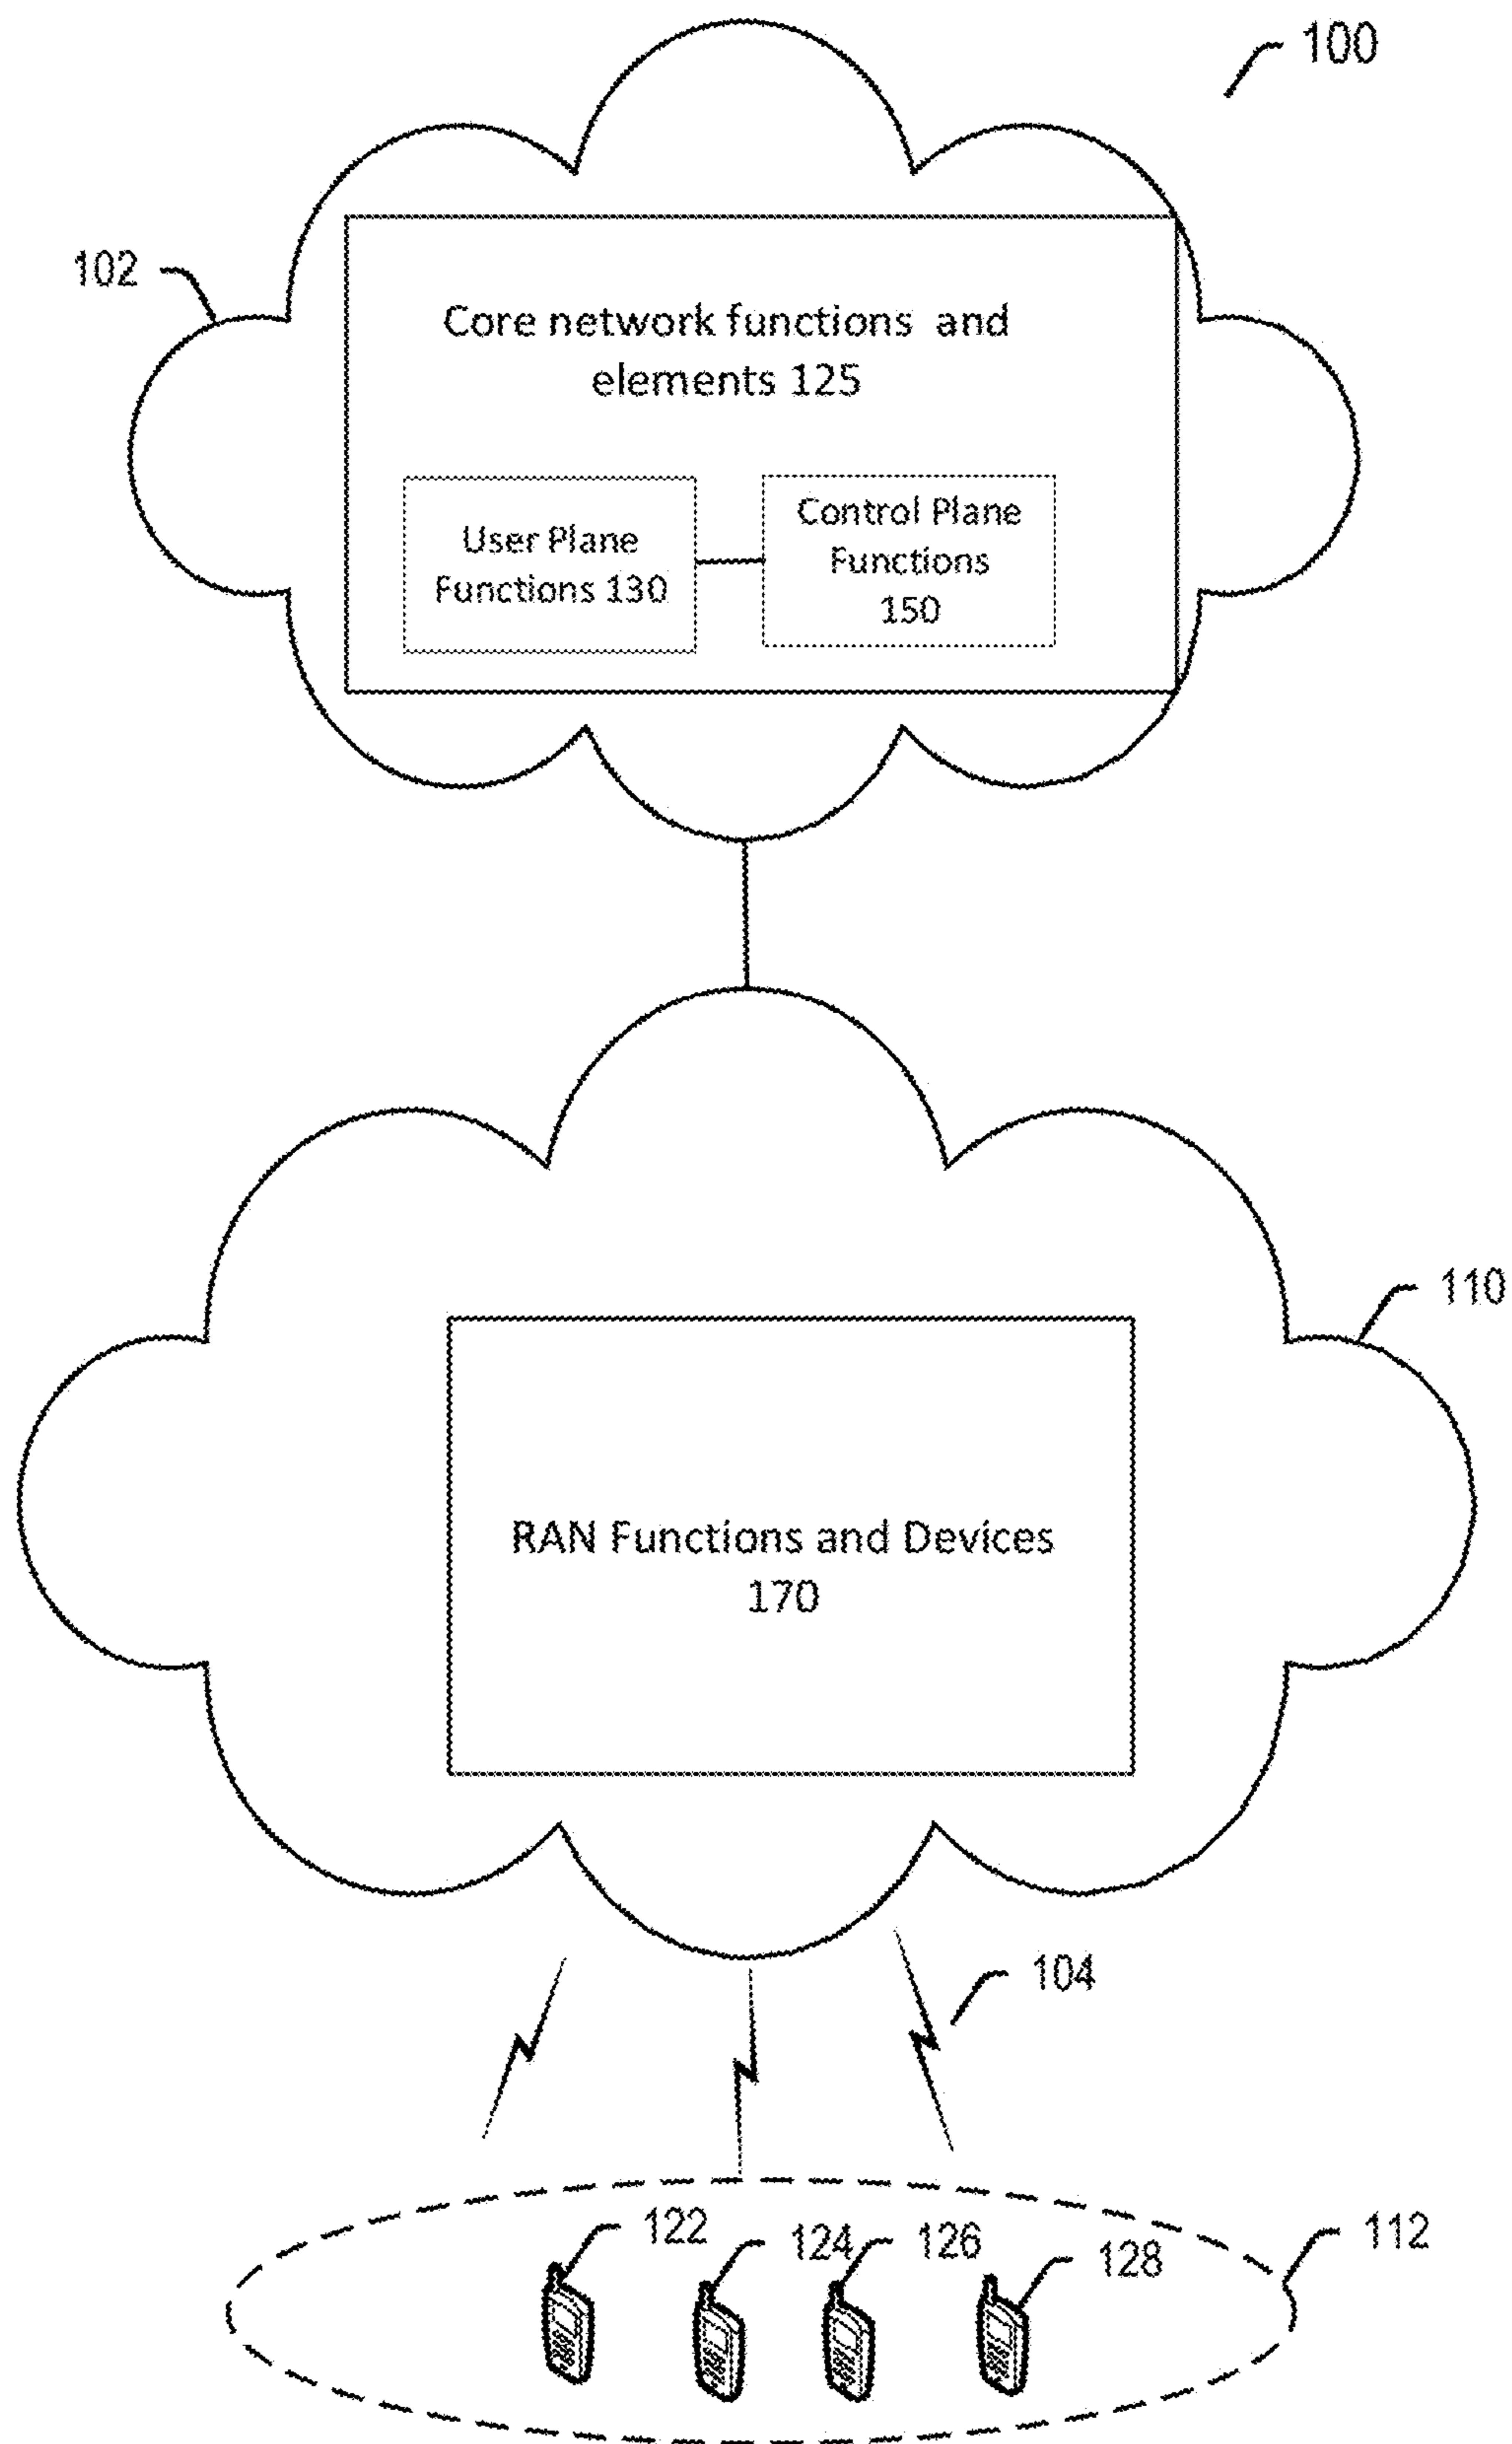 100
102
Core network functions and
elements 125
User Plane
Functions 130
Control Plane
Functions
150
110
RAN Functions and Devices
170
104
122
124
126
128
112